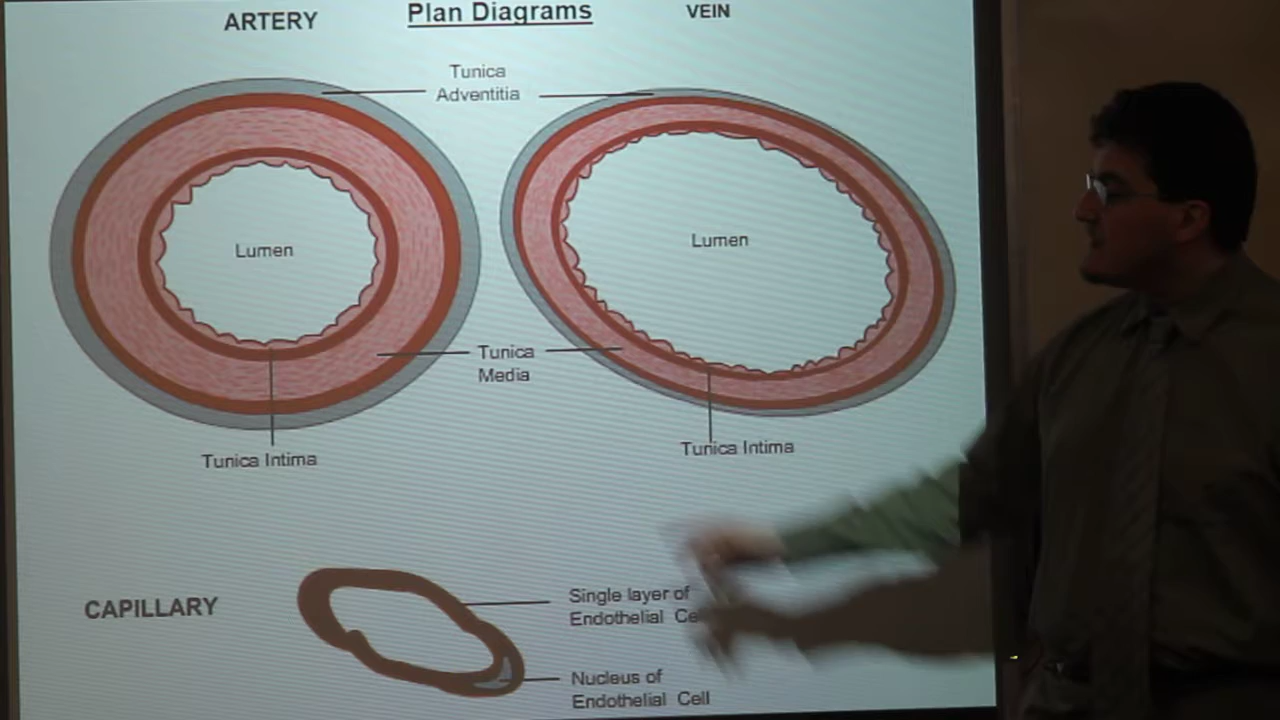 ARTERY
Plan Diagrams
VEIN
Tunica
Adventitia
Lumen
Lumen
Tunica
Media
Tunica Intima
Tunica Intima
CAPILLARY
Single layer of
Endothelial Ce
Nucleus of
Endothelial Cell